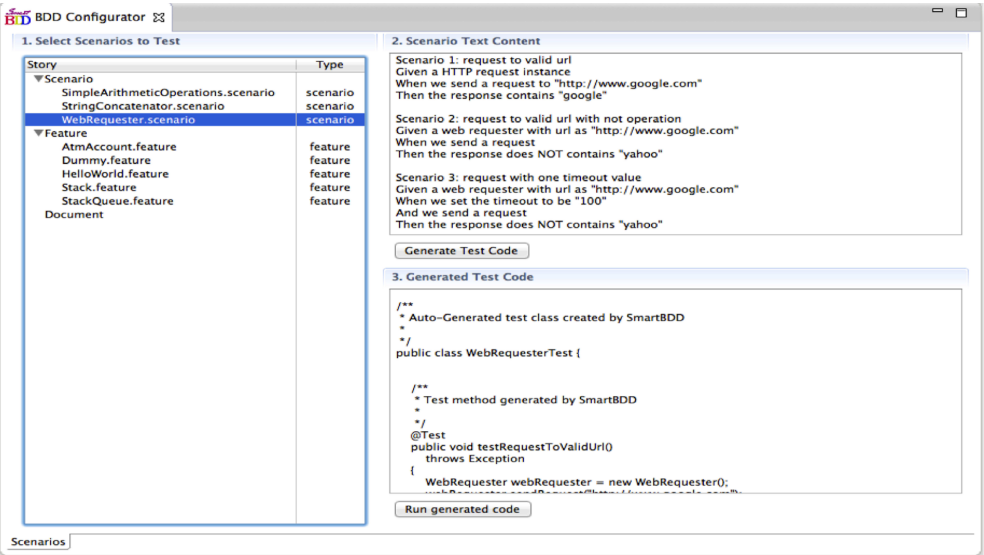 Smart
BDD BDD Configurator
1. Select Scenarios to Test
Story Type
Scenario
SimpleArithmeticOperations.scenario scenario
StringConcatenator.scenario scenario
WebRequester.scenario scenario
Feature
AtmAccount.feature feature
Dummy.feature feature
HelloWorld.feature feature
Stack.feature feature
StackQueue.feature feature
Document
2. Scenario Text Content
Scenario 1: request to valid url
Given a HTTP request instance
When we send a request to "http://www.google.com"
Then the response contains "google"
Scenario 2: request to valid url with not operation
Given a web requester with url as "http://www.google.com"
When we send a request
Then the response does NOT contains "yahoo"
Scenario 3: request with one timeout value
Given a web requester with url as "http://www.google.com"
When we set the timeout to be "100"
And we send a request
Then the response does NOT contains "yahoo"
Generate Test Code
3. Generated Test Code
/**
* Auto-Generated test class created by SmartBDD
*
*/
public class WebRequesterTest {
/**
* Test method generated by SmartBDD
*
*/
@Test
public void testRequestToValidUrl()
throws Exception
{
WebRequester webRequester = new WebRequester();
webRequester.sendRequest("http://www.google.com");
Run generated code
Scenarios